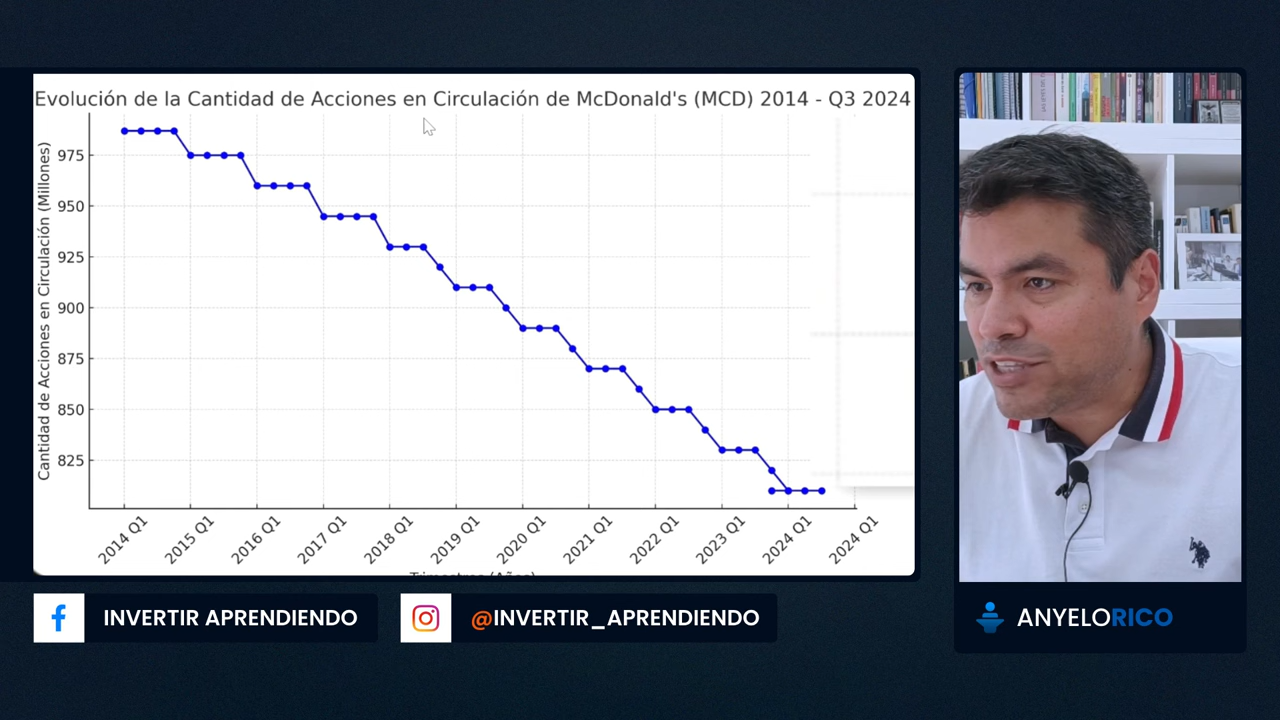 Evolución de la Cantidad de Acciones en Circulación de McDonald's (MCD) 2014 - Q3 2024
Cantidad de Acciones en Circulación (Millones)
975
950
925
900
875
850
825
2014 Q1
2015 Q1
2016 Q1
2017 Q1
2018 Q1
2019 Q1
2020 Q1
2021 Q1
2022 Q1
2023 Q1
2024 Q1
2024 Q1
Trimestres (Años)
INVERTIR APRENDIENDO
@INVERTIR_APRENDIENDO
ANYELORICO